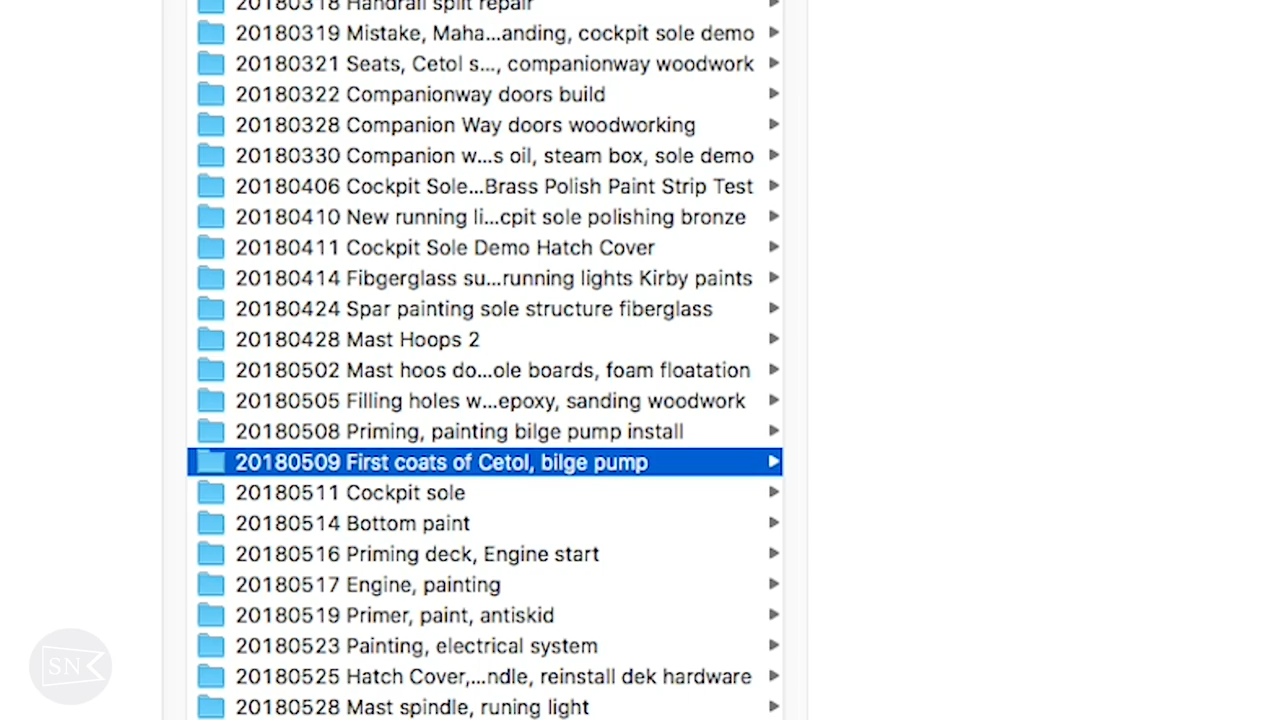 20180318 Handrail split repair
20180319 Mistake, Maha...anding, cockpit sole demo
20180321 Seats, Cetol s..., companionway woodwork
20180322 Companionway doors build
20180328 Companion Way doors woodworking
20180330 Companion w...s oil, steam box, sole demo
20180406 Cockpit Sole...Brass Polish Paint Strip Test
20180410 New running li...cpit sole polishing bronze
20180411 Cockpit Sole Demo Hatch Cover
20180414 Fibgerglass su...running lights Kirby paints
20180424 Spar painting sole structure fiberglass
20180428 Mast Hoops 2
20180502 Mast hoos do...ole boards, foam floatation
20180505 Filling holes w...epoxy, sanding woodwork
20180508 Priming, painting bilge pump install
20180509 First coats of Cetol, bilge pump
20180511 Cockpit sole
20180514 Bottom paint
20180516 Priming deck, Engine start
20180517 Engine, painting
20180519 Primer, paint, antiskid
20180523 Painting, electrical system
20180525 Hatch Cover,...ndle, reinstall dek hardware
20180528 Mast spindle, runing light
SN